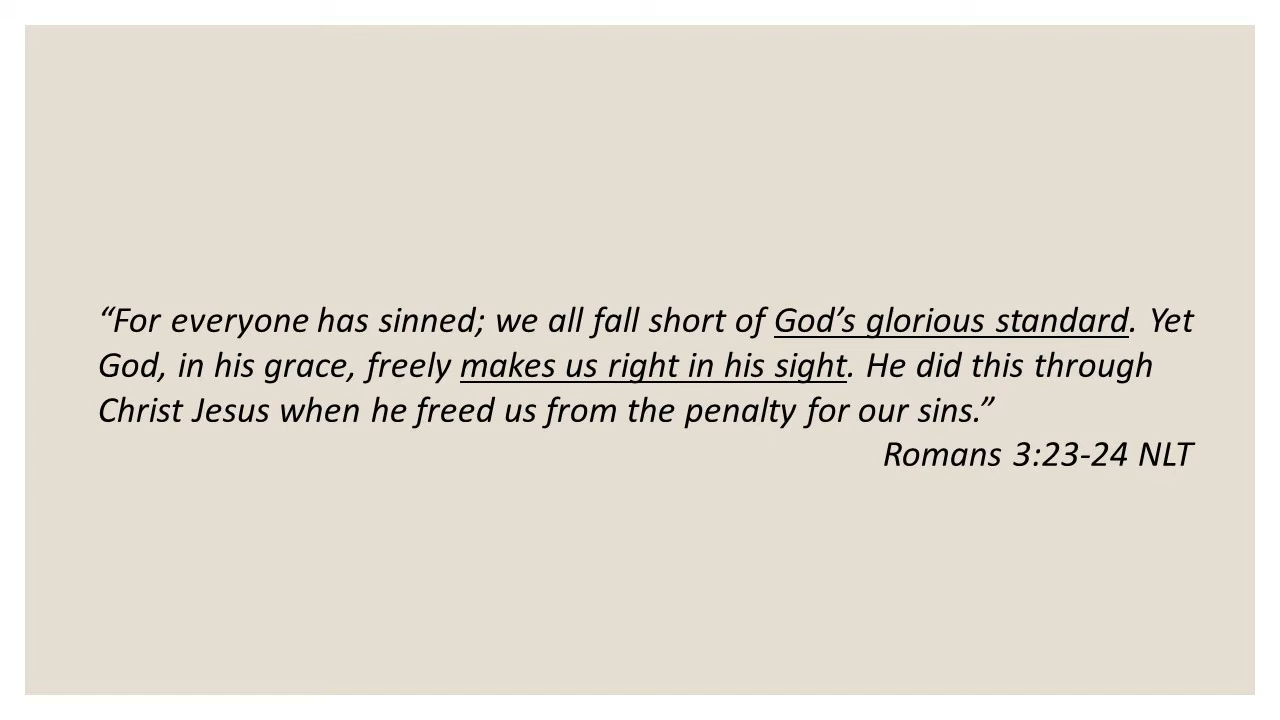 “For everyone has sinned; we all fall short of God’s glorious standard. Yet
God, in his grace, freely makes us right in his sight. He did this through
Christ Jesus when he freed us from the penalty for our sins.”
Romans 3:23-24 NLT